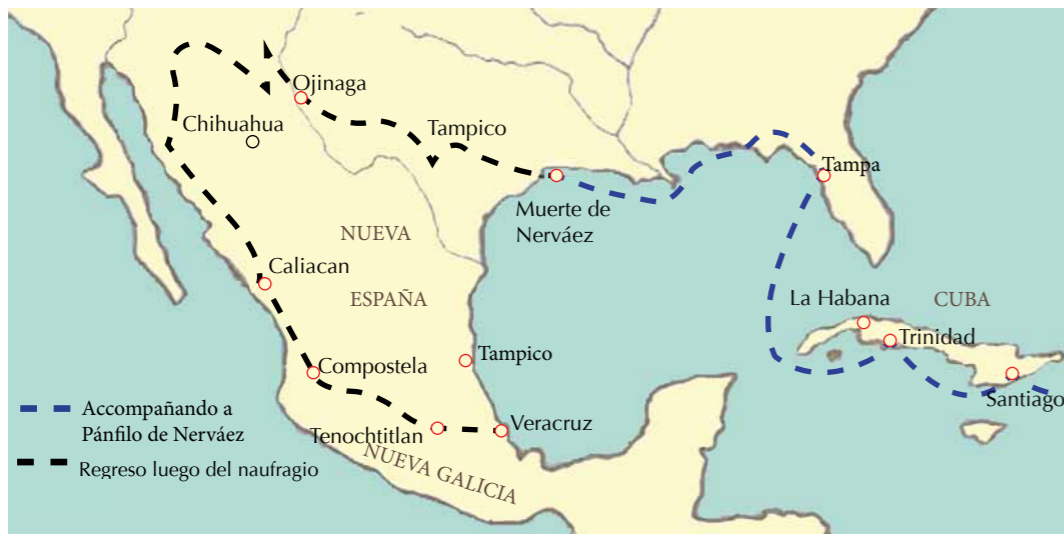 Ojinaga
Chihuahua
Tampico
Tampa
Muerte de
Nerváez
NUEVA
ESPAÑA
Caliacan
La Habana
CUBA
Trinidad
Tampico
Compostela
Santiago
Accompañando a
Pánfilo de Nerváez
Tenochtitlan
Veracruz
Regreso luego del naufragio
NUEVA GALICIA